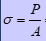 σ = P/A